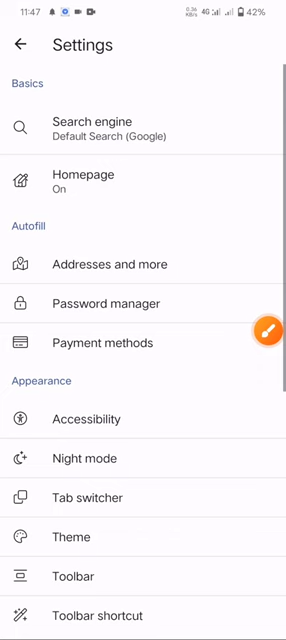 11:47
0.36 KB/s 4G 42%
Settings
Basics
Search engine
Default Search (Google)
Homepage
On
Autofill
Addresses and more
Password manager
Payment methods
Appearance
Accessibility
Night mode
Tab switcher
Theme
Toolbar
Toolbar shortcut